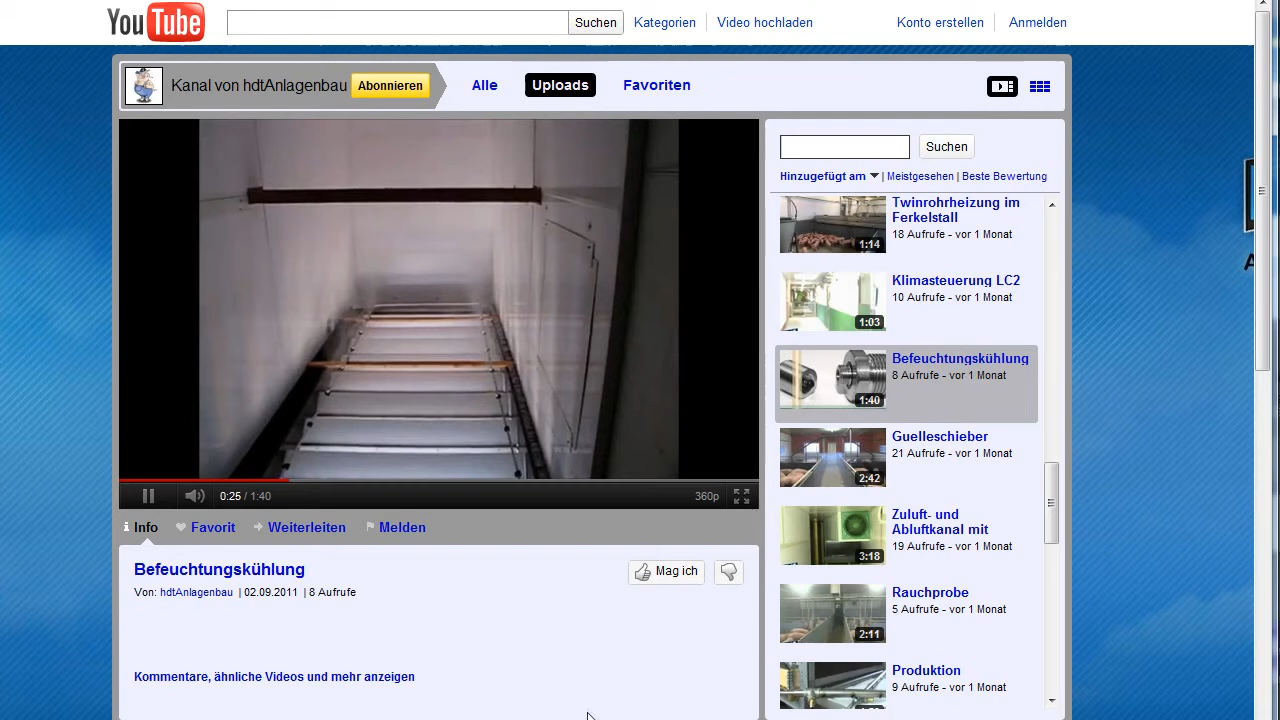 YouTube
Suchen
Kategorien
Video hochladen
Konto erstellen
Anmelden
Kanal von hdtAnlagenbau
Abonnieren
Alle
Uploads
Favoriten
Suchen
Hinzugefügt am | Meistgesehen | Beste Bewertung
Twinrohrheizung im
Ferkelstall
18 Aufrufe - vor 1 Monat
1:14
Klimasteuerung LC2
10 Aufrufe - vor 1 Monat
1:03
Befeuchtungskühlung
8 Aufrufe - vor 1 Monat
1:40
Guelleschieber
21 Aufrufe - vor 1 Monat
2:42
Zuluft- und
Abluftkanal mit
19 Aufrufe - vor 1 Monat
3:18
Rauchprobe
5 Aufrufe - vor 1 Monat
2:11
Produktion
9 Aufrufe - vor 1 Monat
0:25 / 1:40
360p
Info
Favorit
Weiterleiten
Melden
Befeuchtungskühlung
Mag ich
Von: hdtAnlagenbau | 02.09.2011 | 8 Aufrufe
Kommentare, ähnliche Videos und mehr anzeigen